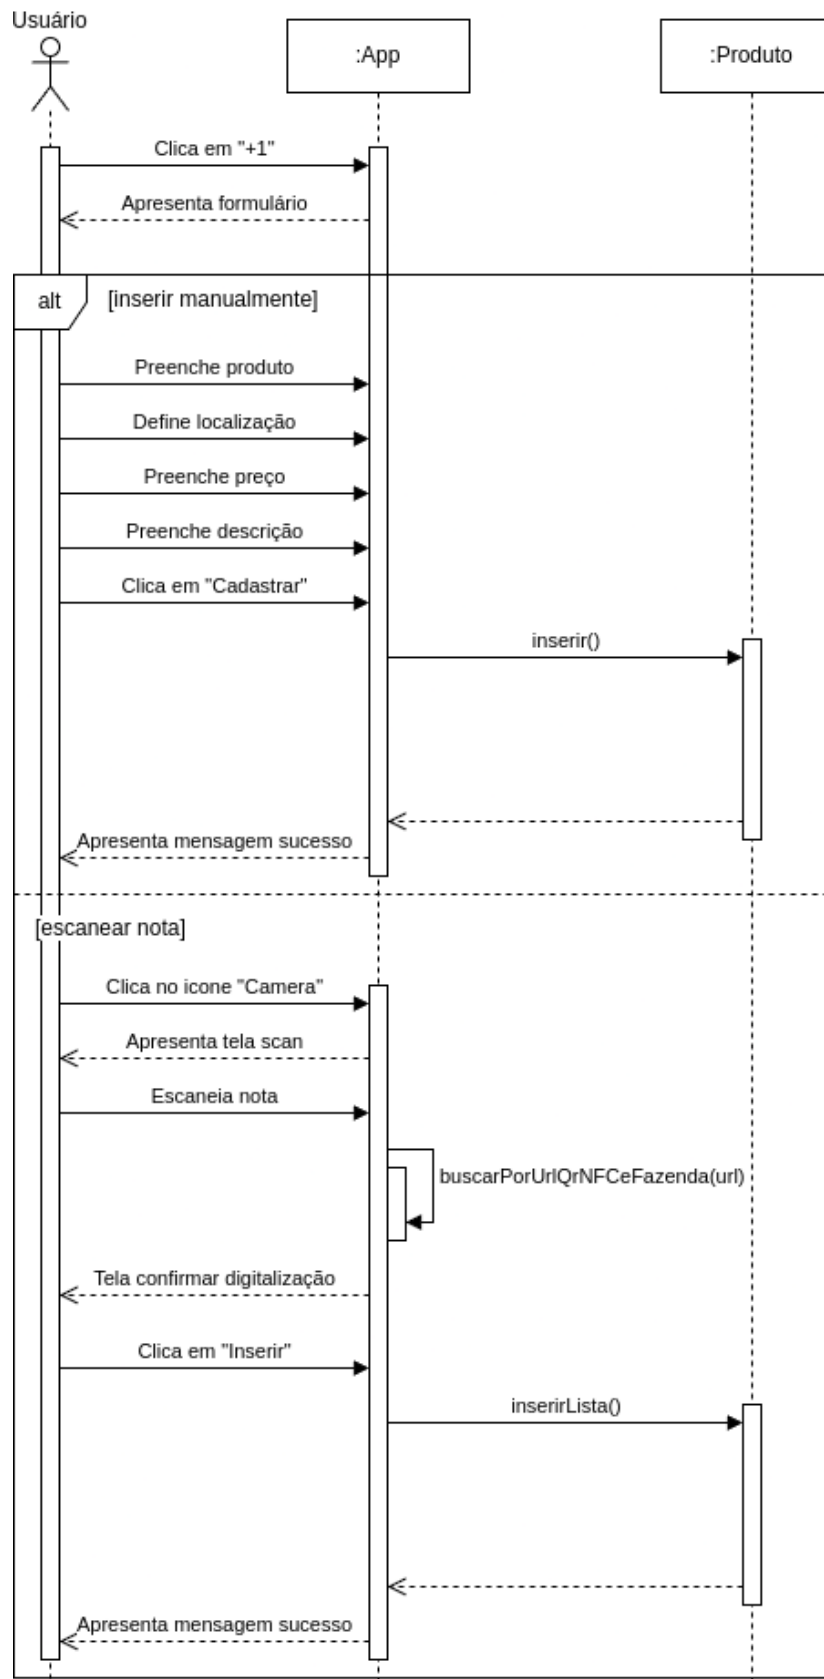 Usuário
:App
:Produto
Clica em "+1"
Apresenta formulário
alt
[inserir manualmente]
Preenche produto
Define localização
Preenche preço
Preenche descrição
Clica em "Cadastrar"
inserir()
Apresenta mensagem sucesso
[escanear nota]
Clica no icone "Camera"
Apresenta tela scan
Escaneia nota
buscarPorUrlQrNFCeFazenda(url)
Tela confirmar digitalização
Clica em "Inserir"
inserirLista()
Apresenta mensagem sucesso